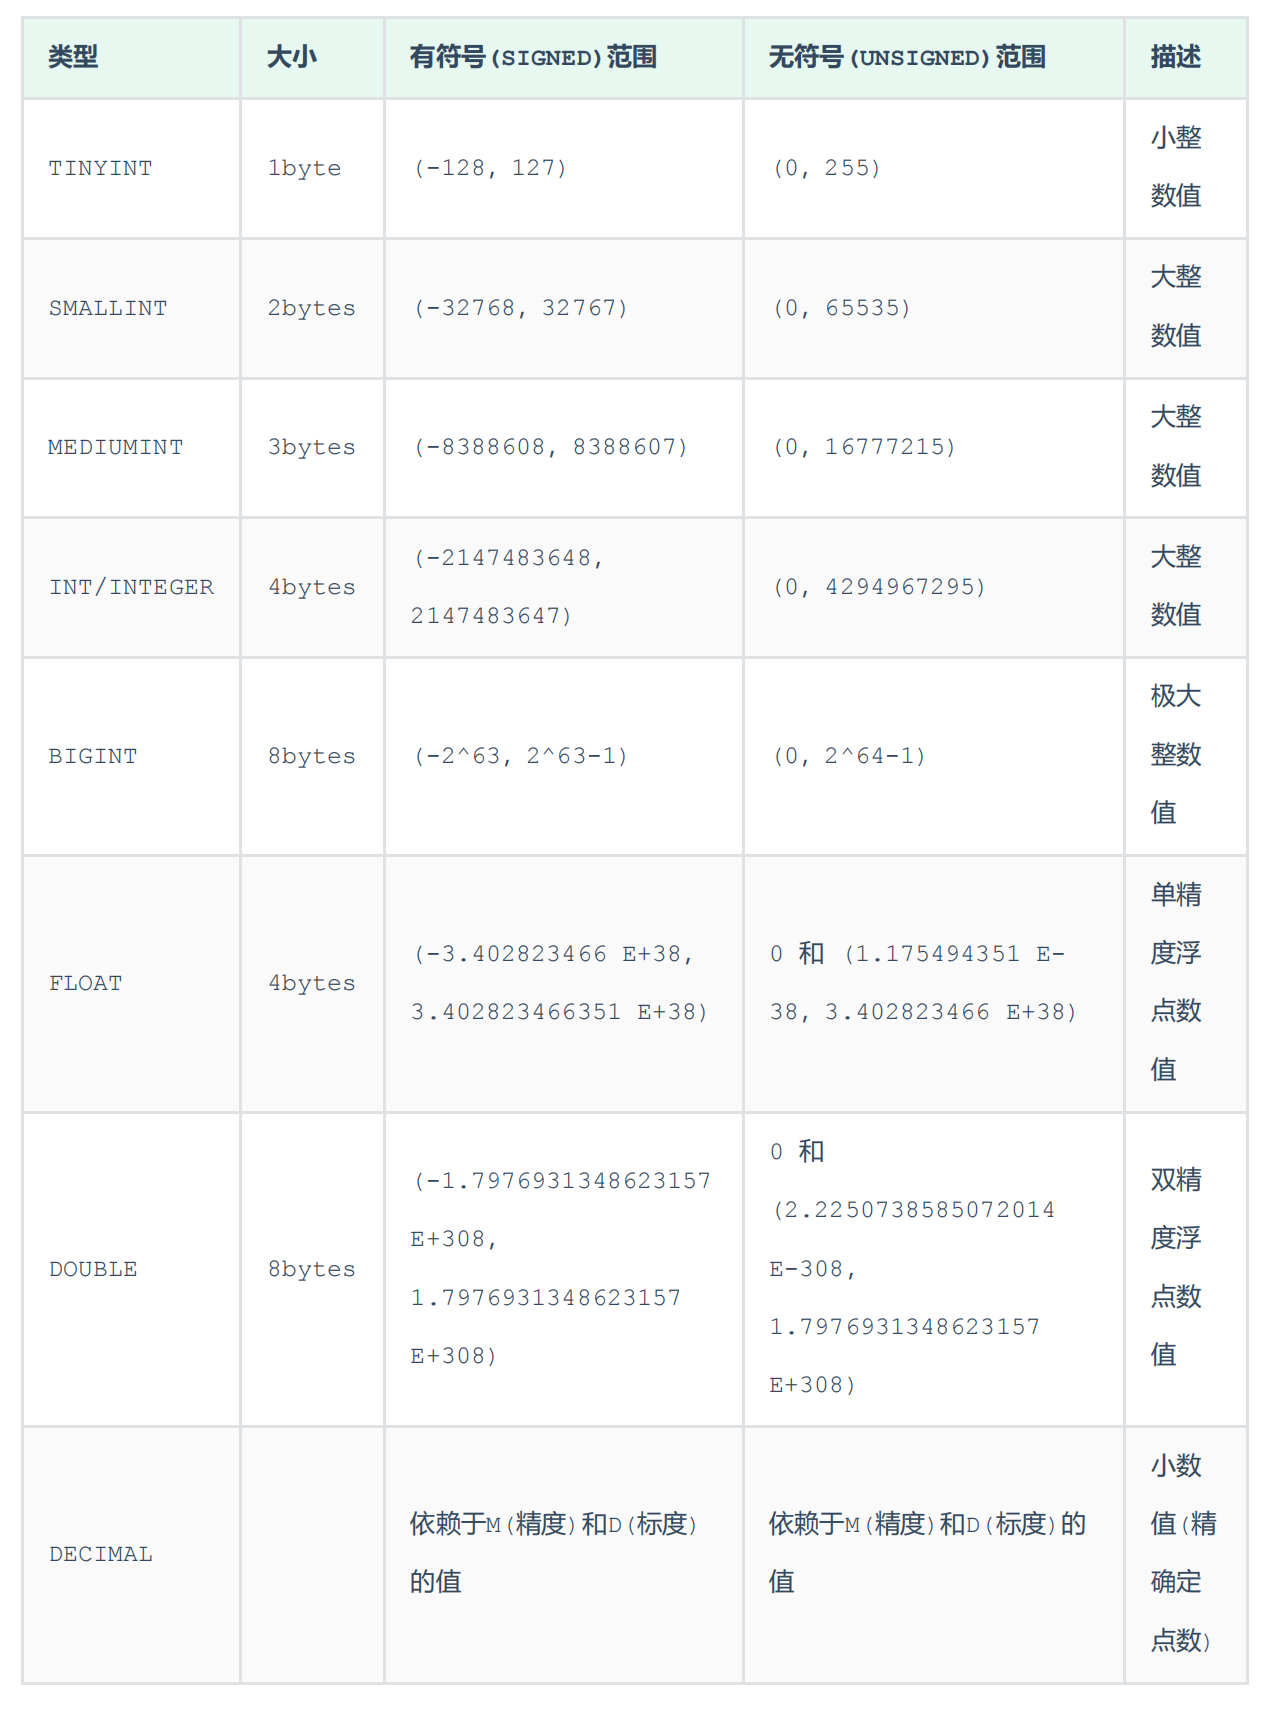 类型 大小 有符号(SIGNED)范围 无符号(UNSIGNED)范围 描述
TINYINT 1byte (-128, 127) (0, 255) 小整
数值
SMALLINT 2bytes (-32768, 32767) (0, 65535) 大整
数值
MEDIUMINT 3bytes (-8388608, 8388607) (0, 16777215) 大整
数值
INT/INTEGER 4bytes (-2147483648,
2147483647) (0, 4294967295) 大整
数值
BIGINT 8bytes (-2^63, 2^63-1) (0, 2^64-1) 极大
整数
值
FLOAT 4bytes (-3.402823466 E+38,
3.402823466351 E+38) 0 和 (1.175494351 E-
38, 3.402823466 E+38) 单精
度浮
点数
值
DOUBLE 8bytes (-1.7976931348623157
E+308,
1.7976931348623157
E+308) 0 和
(2.2250738585072014
E-308,
1.7976931348623157
E+308) 双精
度浮
点数
值
DECIMAL 依赖于M(精度)和D(标度)
的值 依赖于M(精度)和D(标度)的
值 小数
值(精
确定
点数)